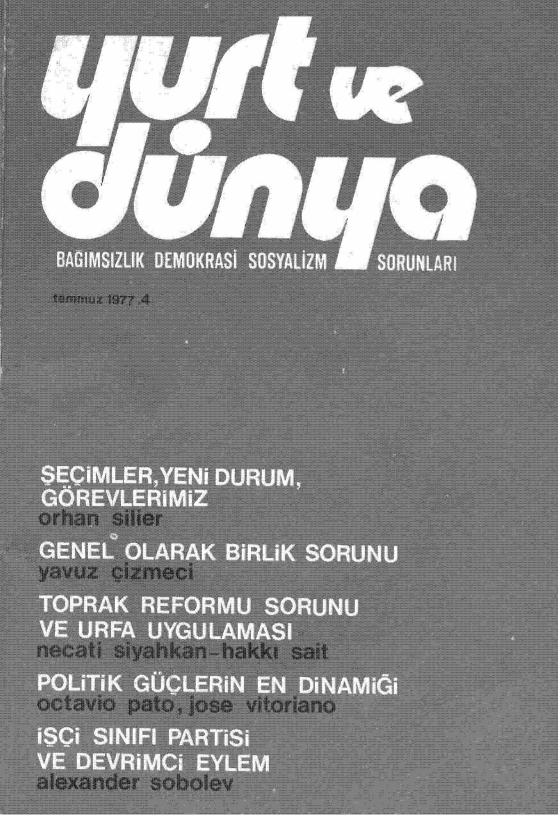 yurt ve
dünya
BAĞIMSIZLIK DEMOKRASİ SOSYALİZM SORUNLARI
temmuz 1977.4
SEÇİMLER, YENİ DURUM,
GÖREVLERİMİZ
orhan silier
GENEL OLARAK BİRLİK SORUNU
yavuz çizmeci
TOPRAK REFORMU SORUNU
VE URFA UYGULAMASI
necati siyahkan-hakkı sait
POLİTİK GÜÇLERİN EN DİNAMİĞİ
octavio pato, jose vitoriano
İŞÇİ SINIFI PARTİSİ
VE DEVRİMCİ EYLEM
alexander sobolev